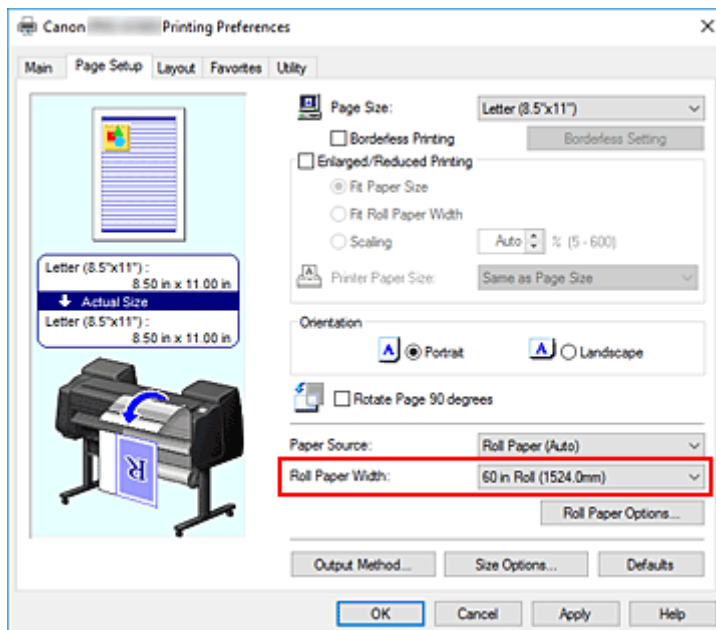 Canon Printing Preferences
Main Page Setup Layout Favorites Utility
Page Size: Letter (8.5"x11")
Borderless Printing Borderless Setting
Enlarged/Reduced Printing
Fit Paper Size
Fit Roll Paper Width
Scaling Auto % (5 - 600)
Printer Paper Size: Same as Page Size
Letter (8.5"x11") :
8.50 in x 11.00 in
Actual Size
Letter (8.5"x11") :
8.50 in x 11.00 in
Orientation
A Portrait A Landscape
Rotate Page 90 degrees
Paper Source: Roll Paper (Auto)
Roll Paper Width: 60 in Roll (1524.0mm)
Roll Paper Options...
R
Output Method... Size Options... Defaults
OK Cancel Apply Help